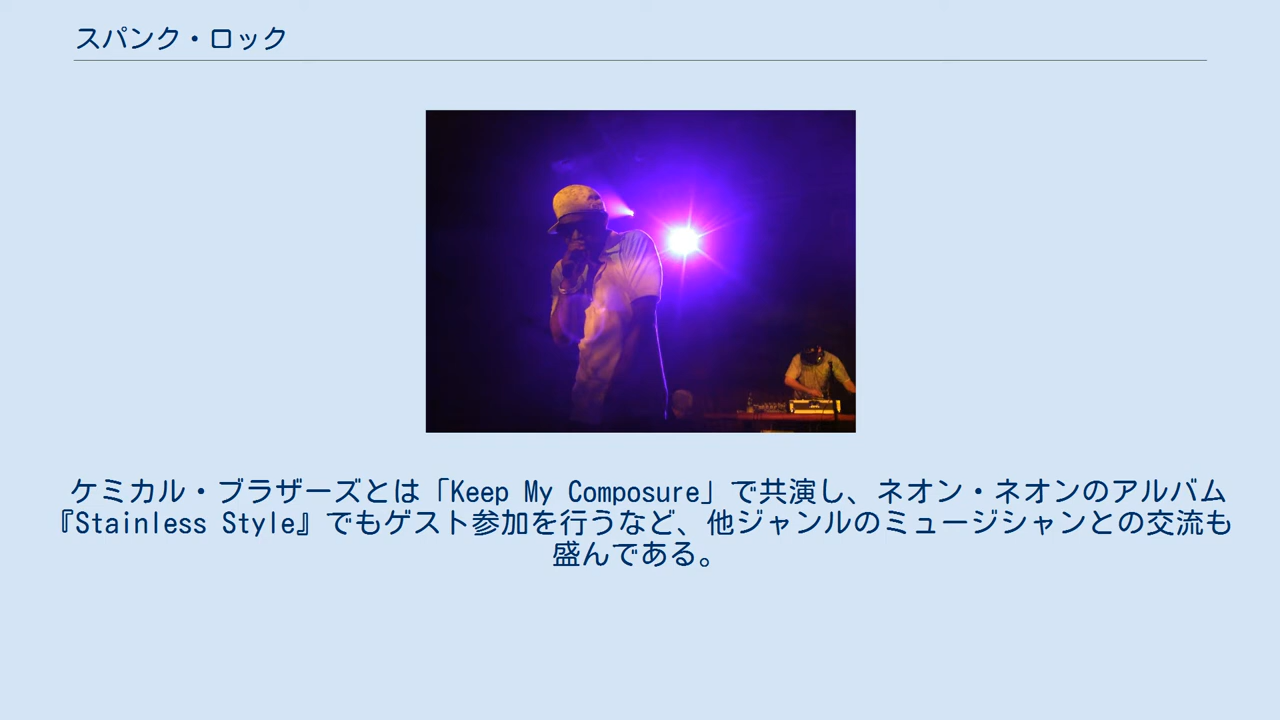 スパンク・ロック
ケミカル・ブラザーズとは「Keep My Composure」で共演し、ネオン・ネオンのアルバム
『Stainless Style』でもゲスト参加を行うなど、他ジャンルのミュージシャンとの交流も
盛んである。